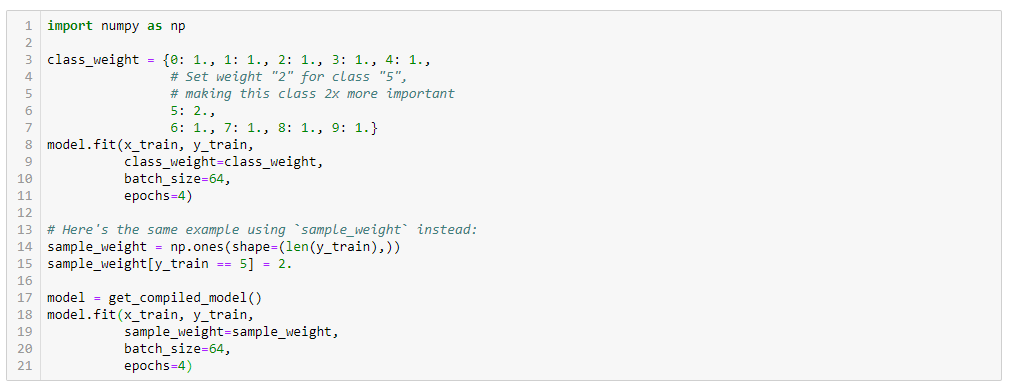 1 import numpy as np
2
3 class_weight = {0: 1., 1: 1., 2: 1., 3: 1., 4: 1.,
4                 # Set weight "2" for class "5",
5                 # making this class 2x more important
6                 5: 2.,
7                 6: 1., 7: 1., 8: 1., 9: 1.}
8 model.fit(x_train, y_train,
9           class_weight=class_weight,
10           batch_size=64,
11           epochs=4)
12
13 # Here's the same example using `sample_weight` instead:
14 sample_weight = np.ones(shape=(len(y_train),))
15 sample_weight[y_train == 5] = 2.
16
17 model = get_compiled_model()
18 model.fit(x_train, y_train,
19           sample_weight=sample_weight,
20           batch_size=64,
21           epochs=4)